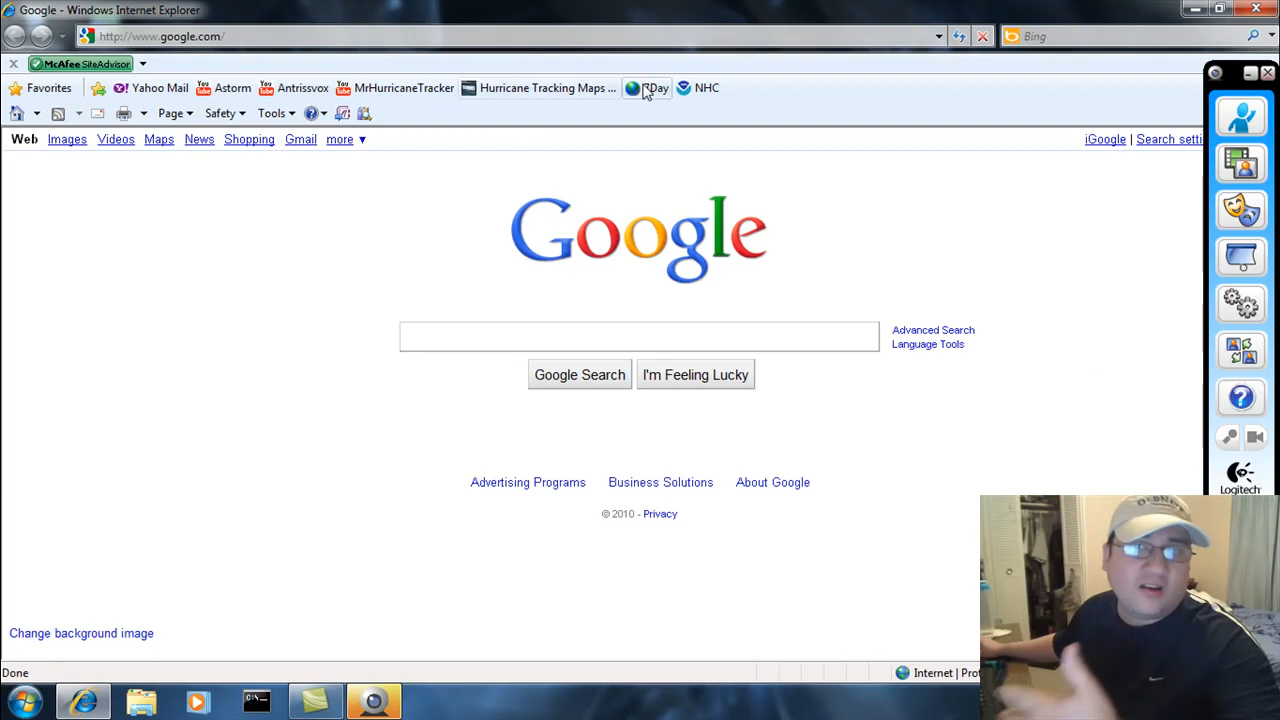 Google - Windows Internet Explorer
http://www.google.com/
Bing
McAfee SiteAdvisor
Favorites
Yahoo Mail
Astorm
Antrissvox
MrHurricaneTracker
Hurricane Tracking Maps ...
NHC
Page
Safety
Tools
Web Images Videos Maps News Shopping Gmail more
iGoogle | Search setti
Google
Advanced Search
Language Tools
Google Search
I'm Feeling Lucky
Advertising Programs
Business Solutions
About Google
© 2010 - Privacy
Logitech
Change background image
Done
Internet | Prot